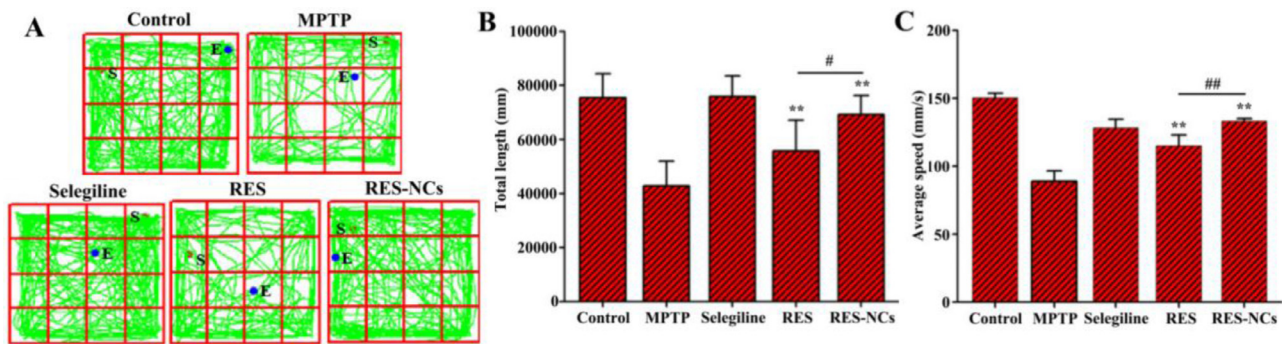 A
Control
MPTP
E
S
S
E
Selegiline
RES
RES-NCs
S
E
S
E
S
E
B
Total length (mm)
100000
80000
60000
40000
20000
0
#
**
**
Control MPTP Selegiline RES RES-NCs
C
Average speed (mm/s)
200
150
100
50
0
##
**
**
Control MPTP Selegiline RES RES-NCs